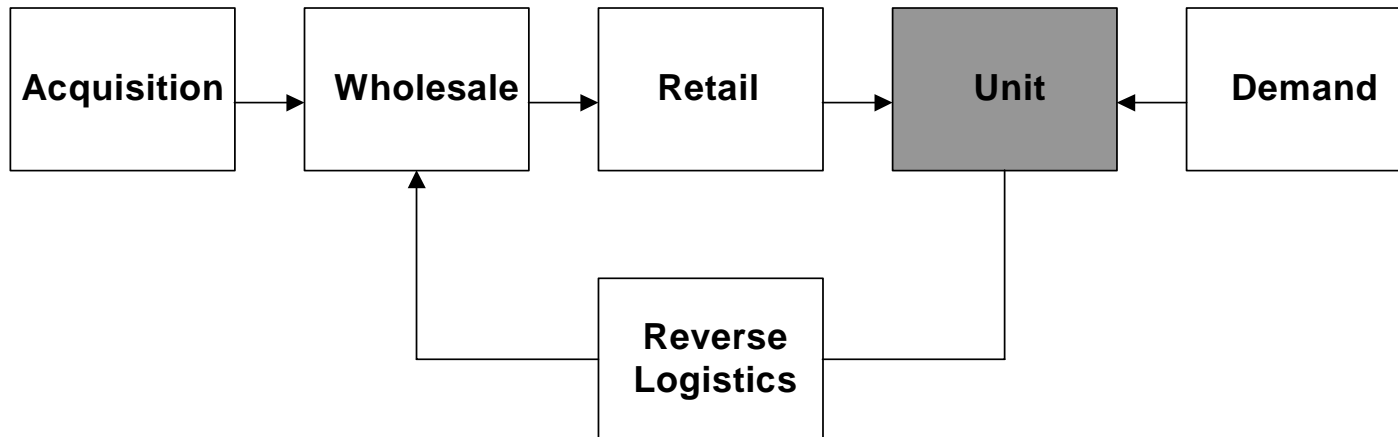 Acquisition
Wholesale
Retail
Unit
Demand
Reverse
Logistics